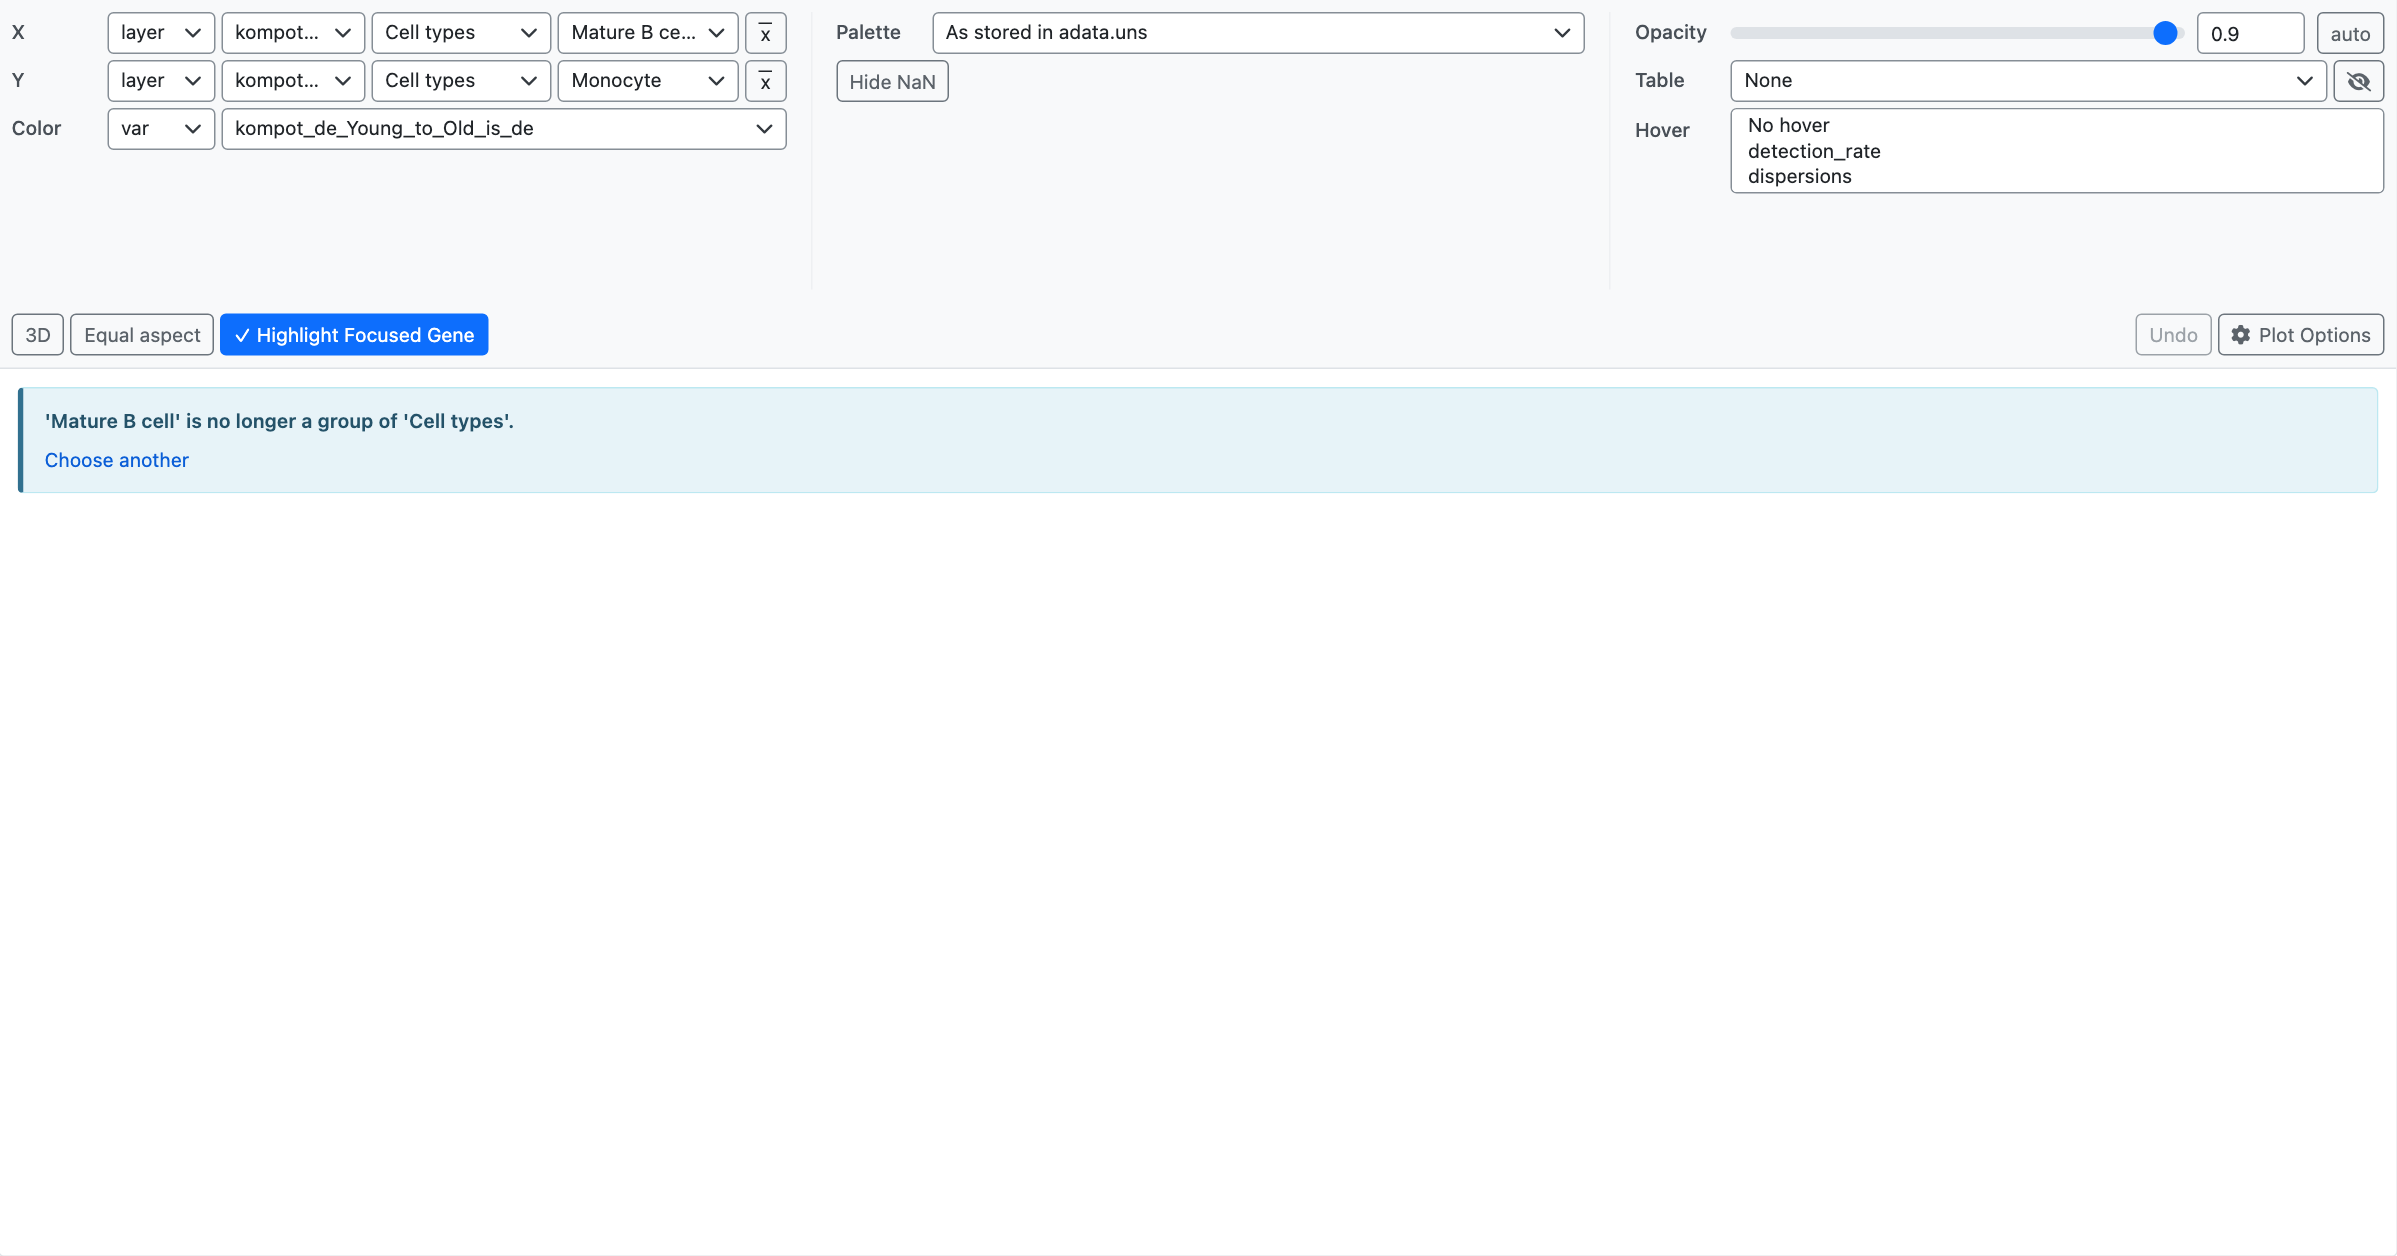 X layer kompot... Cell types Mature B ce... x̅
Y layer kompot... Cell types Monocyte x̅
Color var kompot_de_Young_to_Old_is_de
Palette As stored in adata.uns
Hide NaN
Opacity 0.9 auto
Table None
Hover No hover
detection_rate
dispersions
3D Equal aspect ✓ Highlight Focused Gene Undo Plot Options
'Mature B cell' is no longer a group of 'Cell types'.
Choose another